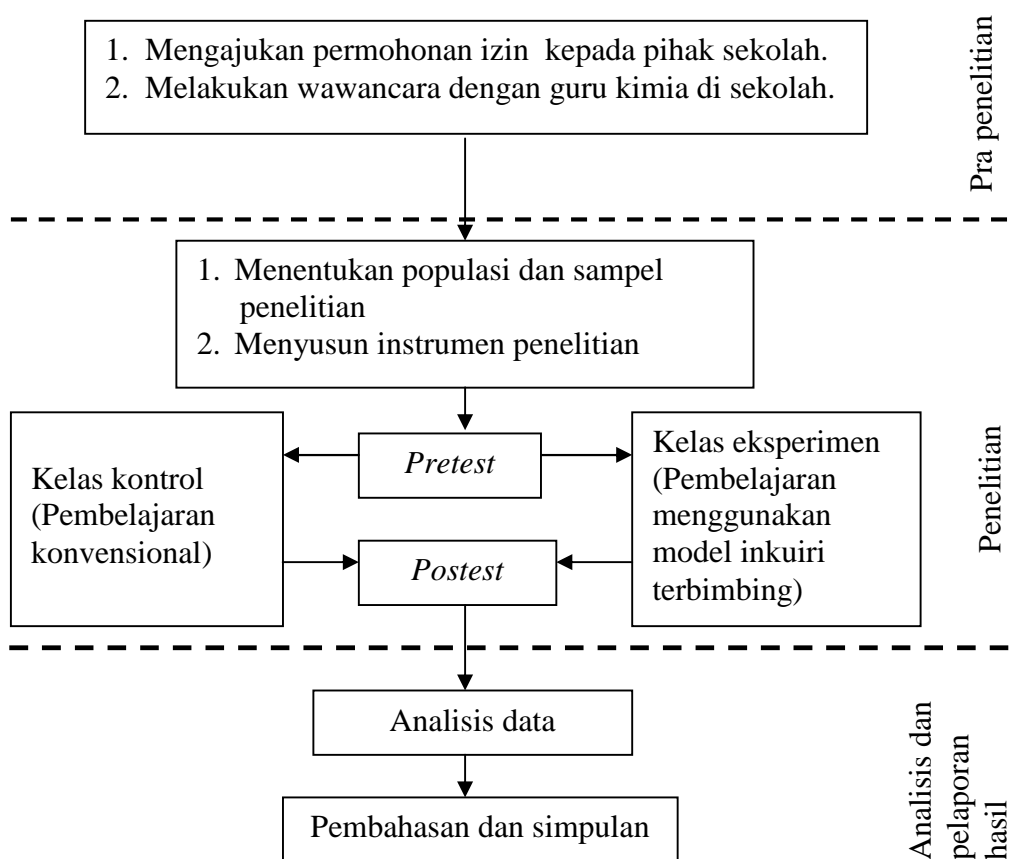 1. Mengajukan permohonan izin kepada pihak sekolah.
2. Melakukan wawancara dengan guru kimia di sekolah.
Pra penelitian
1. Menentukan populasi dan sampel
penelitian
2. Menyusun instrumen penelitian
Kelas kontrol
(Pembelajaran
konvensional)
Pretest
Postest
Kelas eksperimen
(Pembelajaran
menggunakan
model inkuiri
terbimbing)
Penelitian
Analisis data
Pembahasan dan simpulan
Analisis dan
pelaporan
hasil